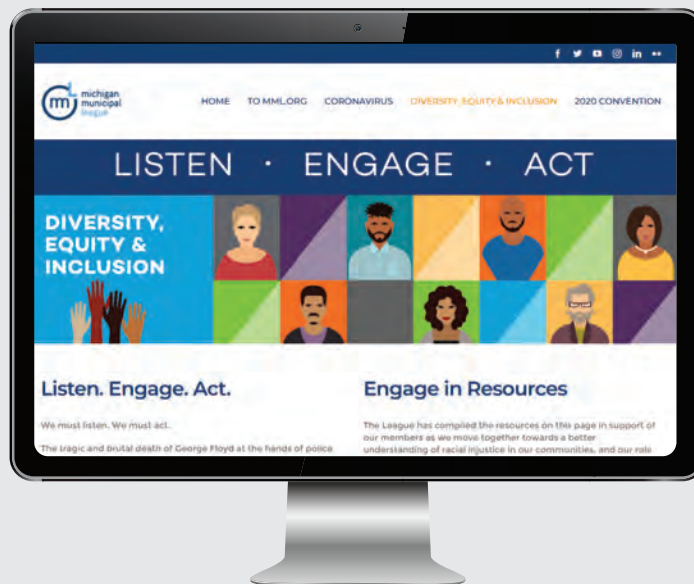 michigan
municipal
league
HOME TO MML.ORG CORONAVIRUS DIVERSITY, EQUITY & INCLUSION 2020 CONVENTION
LISTEN · ENGAGE · ACT
DIVERSITY,
EQUITY &
INCLUSION
Listen. Engage. Act.
We must listen. We must act.
The tragic and brutal death of George Floyd at the hands of police
Engage in Resources
The League has compiled the resources on this page in support of
our members as we move together towards a better
understanding of racial injustice in our communities, and our role